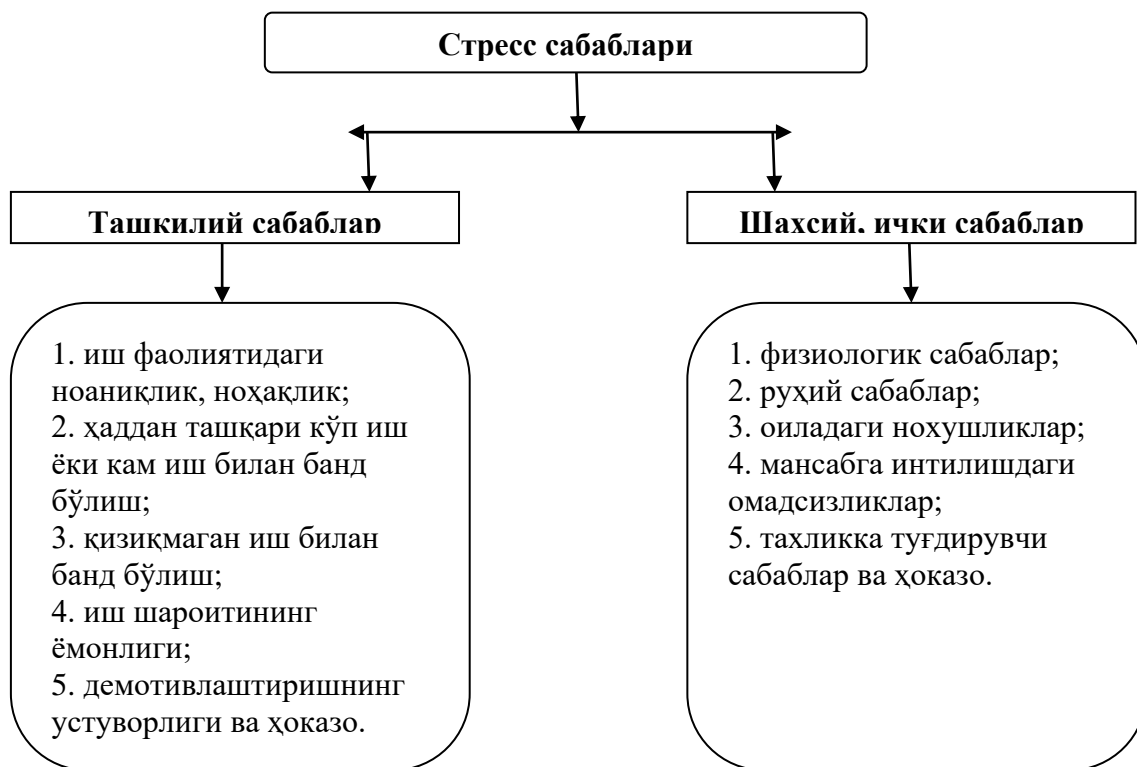 Стресс сабаблари
Ташкилий сабаблар
Шахсий, ички сабаблар
1. иш фаолиятидаги
ноаниқлик, ноҳақлик;
2. ҳаддан ташқари кўп иш
ёки кам иш билан банд
бўлиш;
3. қизиқмаган иш билан
банд бўлиш;
4. иш шароитининг
ёмонлиги;
5. демотивлаштиришнинг
устуворлиги ва ҳоказо.
1. физиологик сабаблар;
2. руҳий сабаблар;
3. оиладаги нохушликлар;
4. мансабга интилишдаги
омадсизликлар;
5. тахликка туғдирувчи
сабаблар ва ҳоказо.